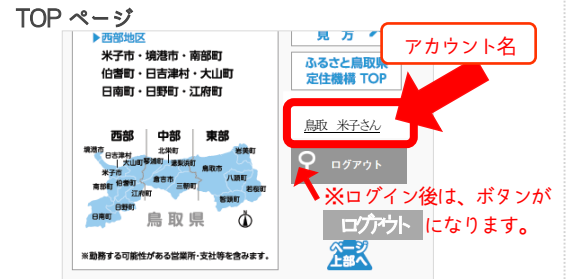 TOP ページ
▶西部地区
米子市・境港市・南部町
伯耆町・日吉津村・大山町
日南町・日野町・江府町
見 方
ふるさと鳥取県
定住機構 TOP
アカウント名
鳥取 米子さん
ログアウト
西部 中部 東部
境港市
日吉津村
北栄町
岩美町
大山町
琴浦町
湯梨浜町
鳥取市
米子市
南部町
伯耆町
倉吉市
三朝町
八頭町
若桜町
江府町
智頭町
日野町
日南町
鳥取県
※ログイン後は、ボタンが
ログアウト になります。
ページ
上部へ
※勤務する可能性がある営業所・支社等を含みます。